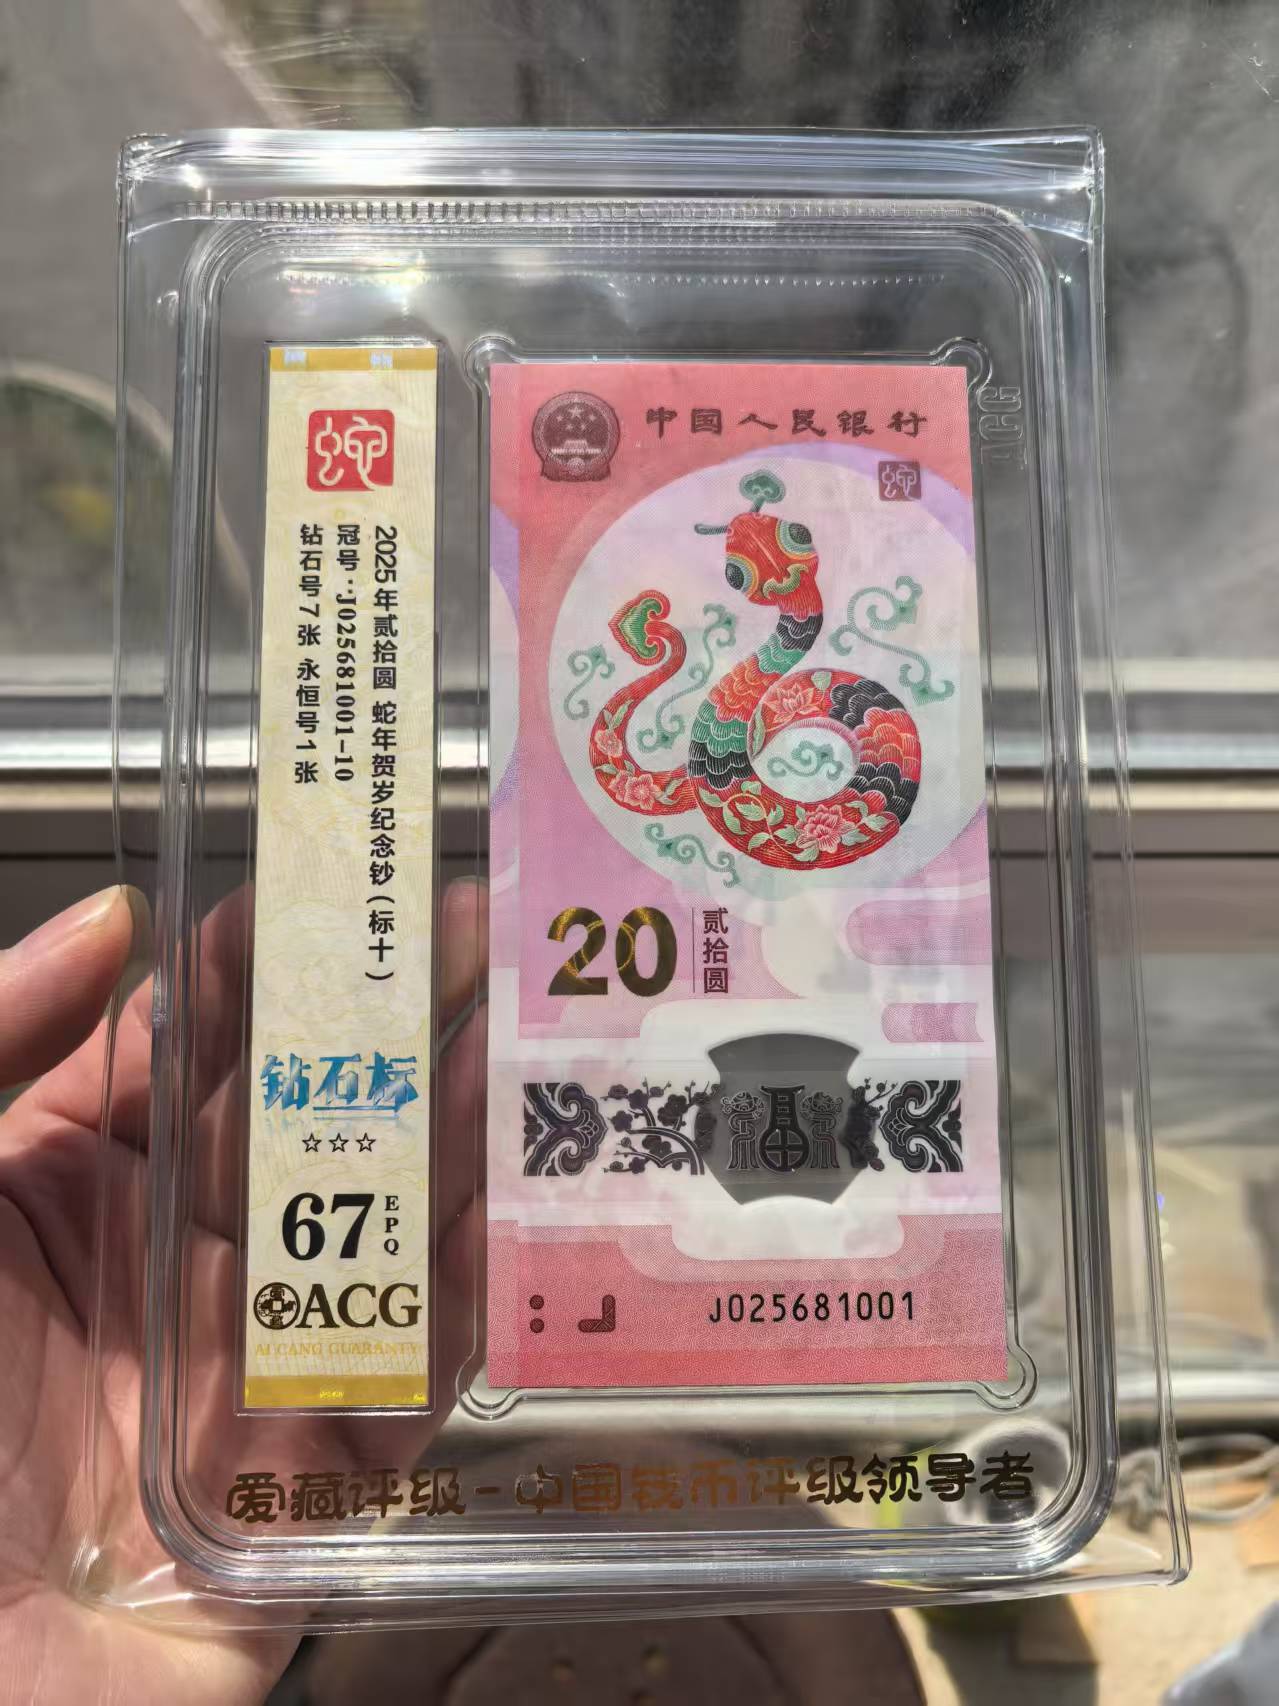 蛇
2025年贰拾圆 蛇年贺岁纪念钞(标十)
冠号:J025681001-10
钻石号7张 永恒号1张
钻石标
☆☆☆
67 EPQ
ACG
AI CANG GUARANTY
中国人民银行
蛇
20 贰拾圆
福
J025681001
ACG
爱藏评级-中国钱币评级领导者